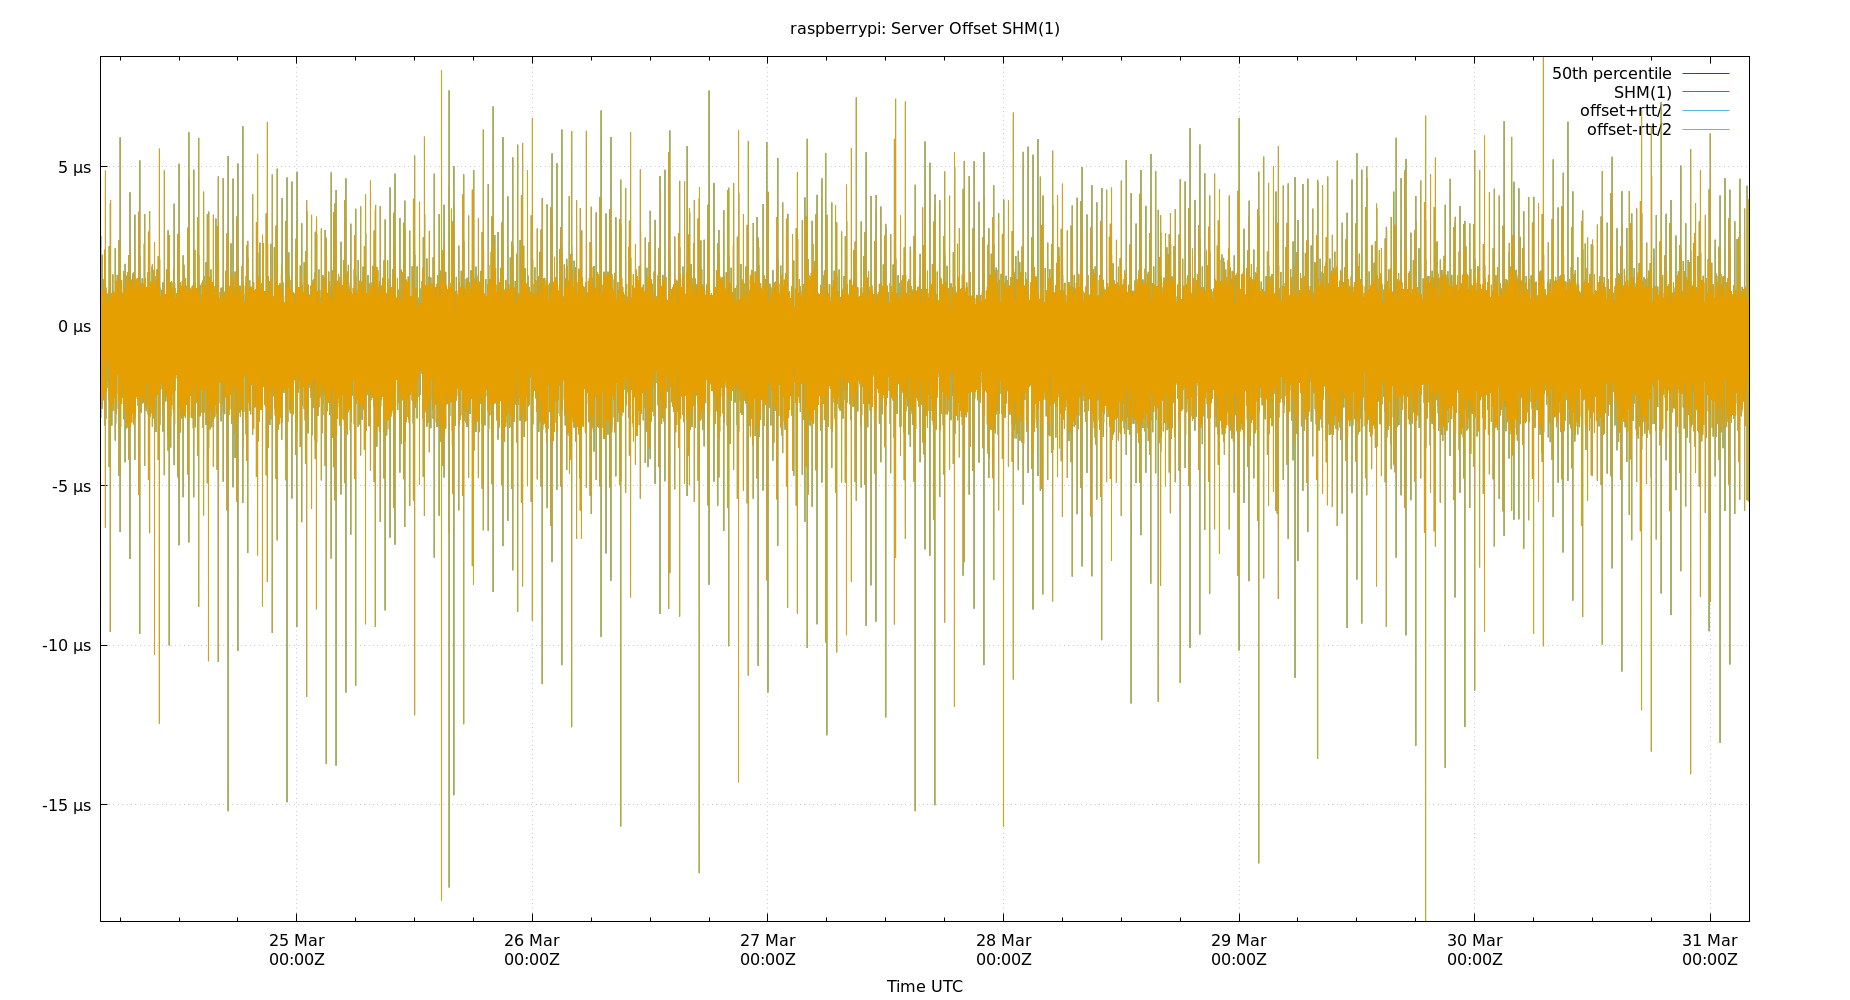 raspberrypi: Server Offset SHM(1)
50th percentile
SHM(1)
offset+rtt/2
offset-rtt/2
5 µs
0 µs
-5 µs
-10 µs
-15 µs
25 Mar 26 Mar 27 Mar 28 Mar 29 Mar 30 Mar 31 Mar
00:00Z 00:00Z 00:00Z 00:00Z 00:00Z 00:00Z 00:00Z
Time UTC